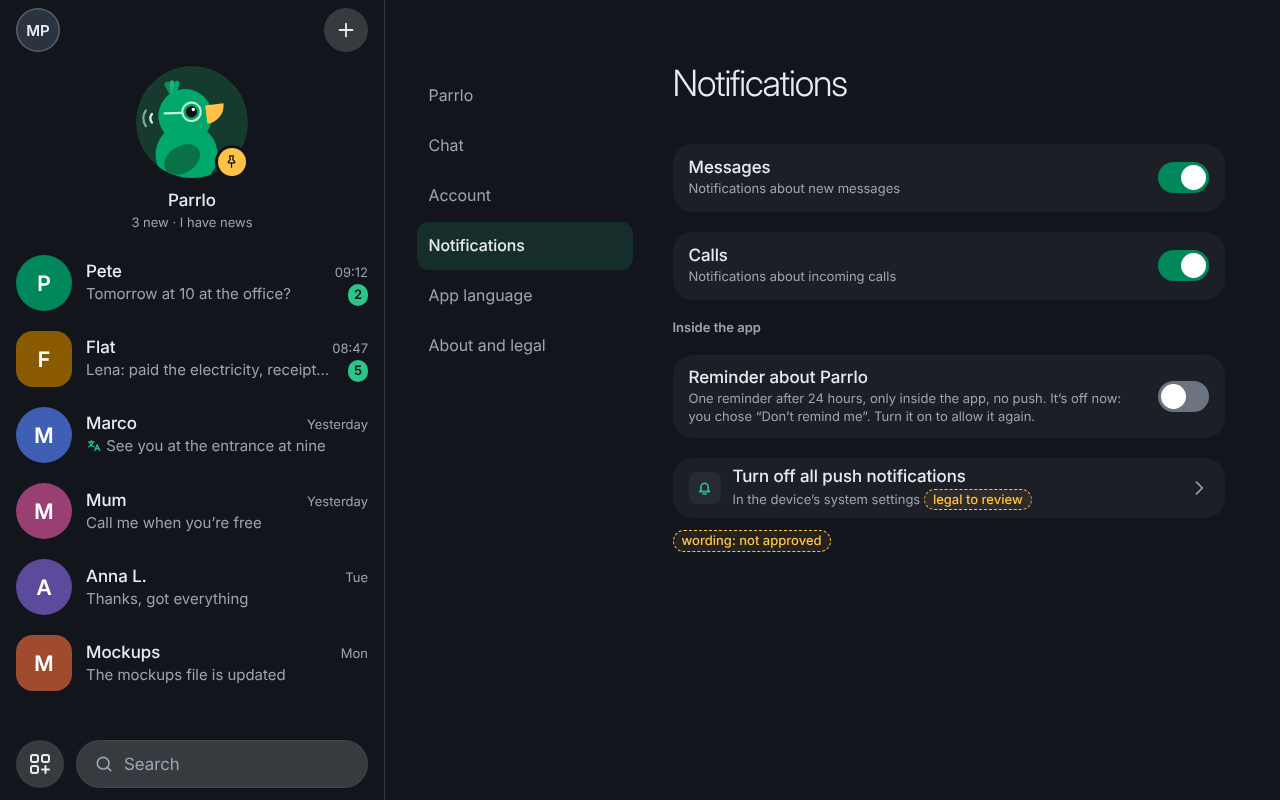 MP
Parrlo
3 new · I have news
P
Pete
09:12
Tomorrow at 10 at the office?
2
F
Flat
08:47
Lena: paid the electricity, receipt…
5
M
Marco
Yesterday
See you at the entrance at nine
M
Mum
Yesterday
Call me when you’re free
A
Anna L.
Tue
Thanks, got everything
M
Mockups
Mon
The mockups file is updated
Search
Parrlo
Chat
Account
Notifications
App language
About and legal
Notifications
Messages
Notifications about new messages
Calls
Notifications about incoming calls
Inside the app
Reminder about Parrlo
One reminder after 24 hours, only inside the app, no push. It’s off now:
you chose “Don’t remind me”. Turn it on to allow it again.
Turn off all push notifications
In the device’s system settings legal to review
wording: not approved